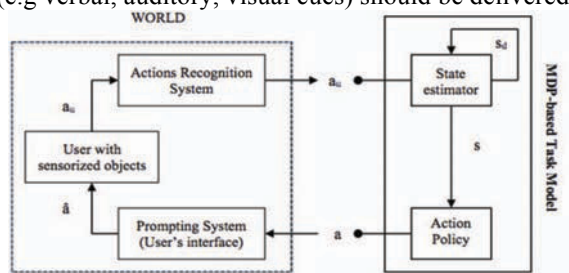 (e.g verbal, auditory, visual cues) should be delivered
WORLD
Actions Recognition
System
aᵤ
State
estimator
s_d
MDP-based Task Model
aᵤ
User with
sensorized objects
s
â
Prompting System
(User's interface)
a
Action
Policy